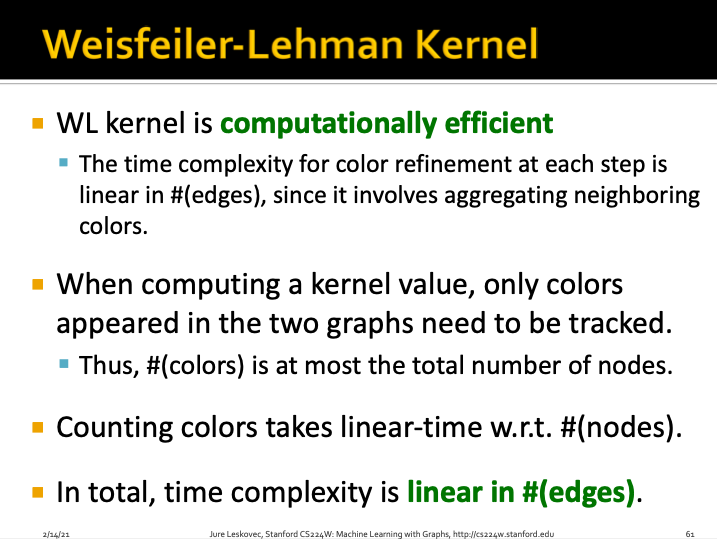 Weisfeiler-Lehman Kernel
WL kernel is computationally efficient
The time complexity for color refinement at each step is
linear in #(edges), since it involves aggregating neighboring
colors.
When computing a kernel value, only colors
appeared in the two graphs need to be tracked.
Thus, #(colors) is at most the total number of nodes.
Counting colors takes linear-time w.r.t. #(nodes).
In total, time complexity is linear in #(edges).
2/14/21 Jure Leskovec, Stanford CS224W: Machine Learning with Graphs, http://cs224w.stanford.edu 61